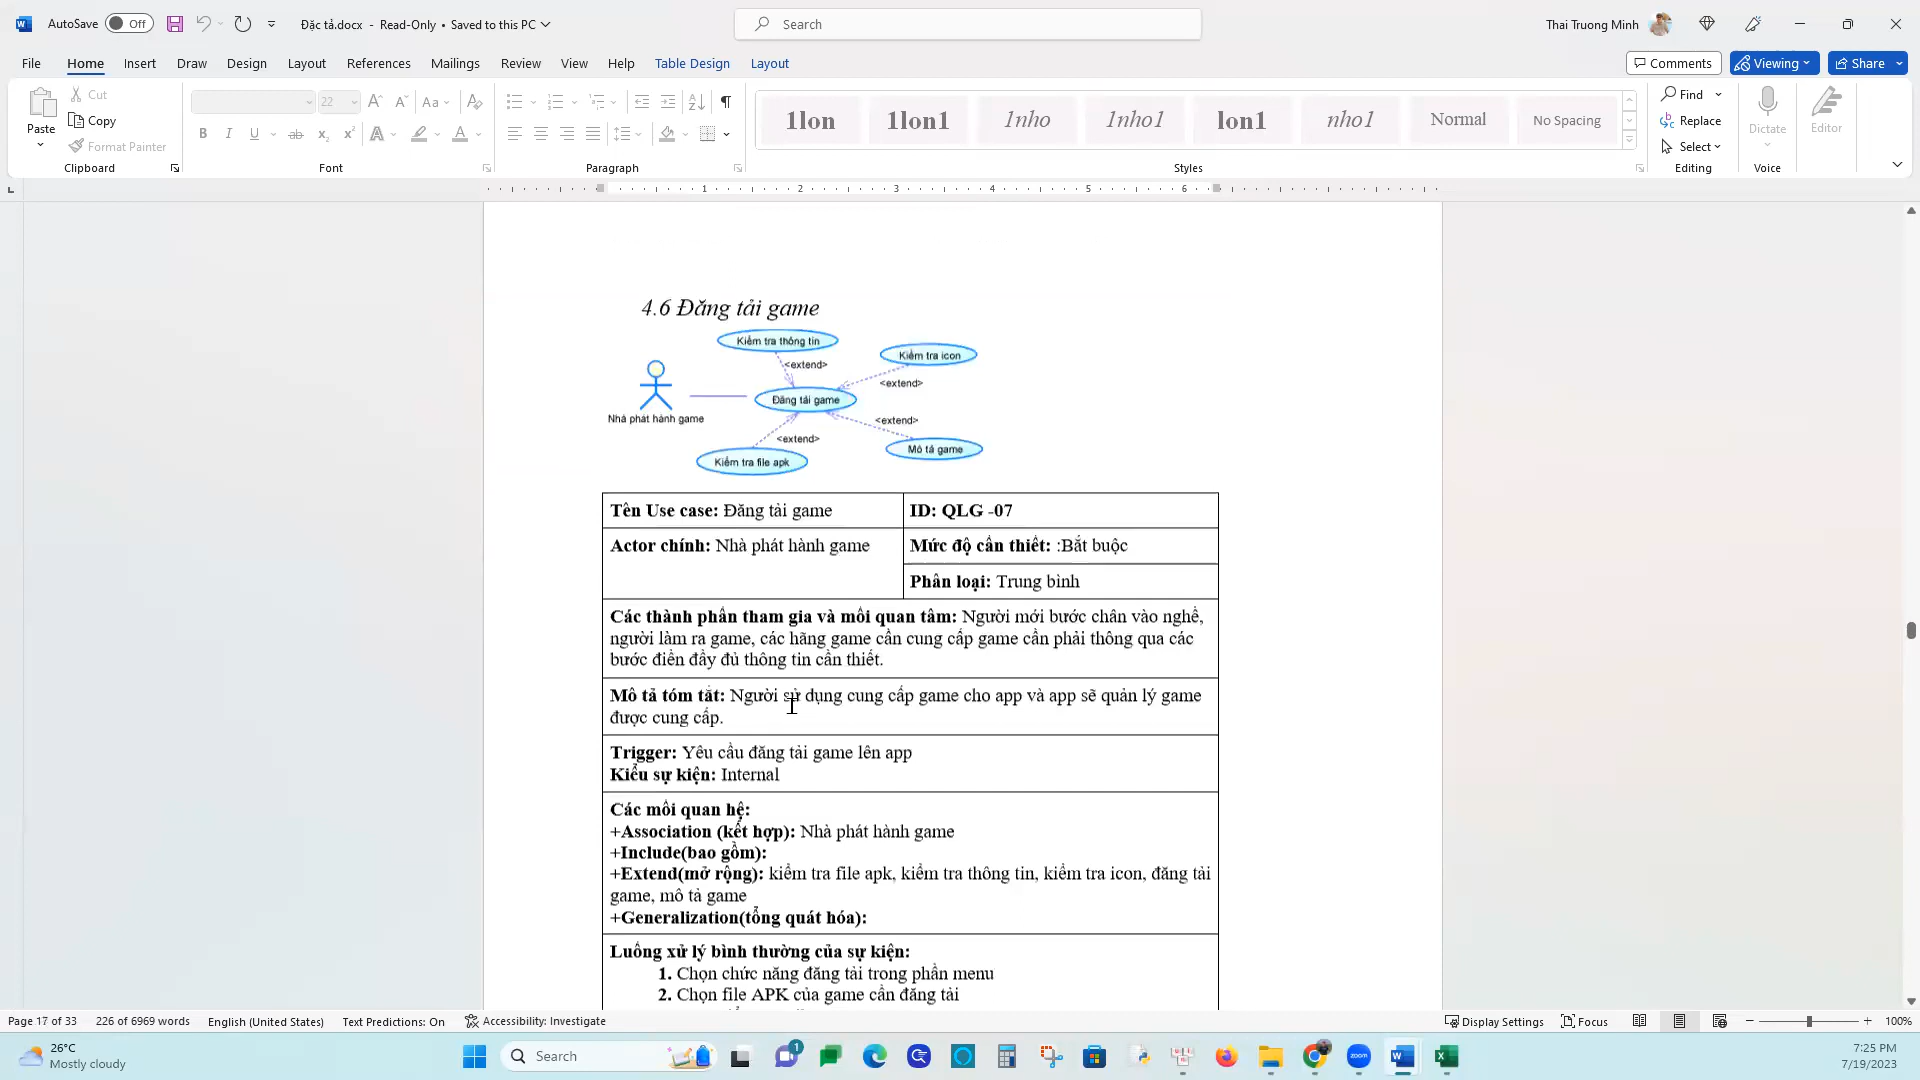 AutoSave Off Đặc tả.docx - Read-Only • Saved to this PC Search Thai Truong Minh
File Home Insert Draw Design Layout References Mailings Review View Help Table Design Layout Comments Viewing Share
Paste Cut Copy Format Painter
22 Aa
1lon 1lon1 1nho 1nho1 lon1 nho1 Normal No Spacing
Find Replace Select
Dictate Editor
Clipboard Font Paragraph Styles Editing Voice
1 2 3 4 5 6
4.6 Đăng tải game
Kiểm tra thông tin
Kiểm tra icon
<extend>
<extend>
Đăng tải game
Nhà phát hành game
<extend>
<extend>
Mô tả game
Kiểm tra file apk
Tên Use case: Đăng tải game ID: QLG -07
Actor chính: Nhà phát hành game Mức độ cần thiết: :Bắt buộc
Phân loại: Trung bình
Các thành phần tham gia và mối quan tâm: Người mới bước chân vào nghề,
người làm ra game, các hãng game cần cung cấp game cần phải thông qua các
bước điền đầy đủ thông tin cần thiết.
Mô tả tóm tắt: Người sử dụng cung cấp game cho app và app sẽ quản lý game
được cung cấp.
Trigger: Yêu cầu đăng tải game lên app
Kiểu sự kiện: Internal
Các mối quan hệ:
+Association (kết hợp): Nhà phát hành game
+Include(bao gồm):
+Extend(mở rộng): kiểm tra file apk, kiểm tra thông tin, kiểm tra icon, đăng tải
game, mô tả game
+Generalization(tổng quát hóa):
Luồng xử lý bình thường của sự kiện:
1. Chọn chức năng đăng tải trong phần menu
2. Chọn file APK của game cần đăng tải
Page 17 of 33 226 of 6969 words English (United States) Text Predictions: On Accessibility: Investigate Display Settings Focus 100%
26°C
Mostly cloudy
Search
1
zoom
7:25 PM
7/19/2023